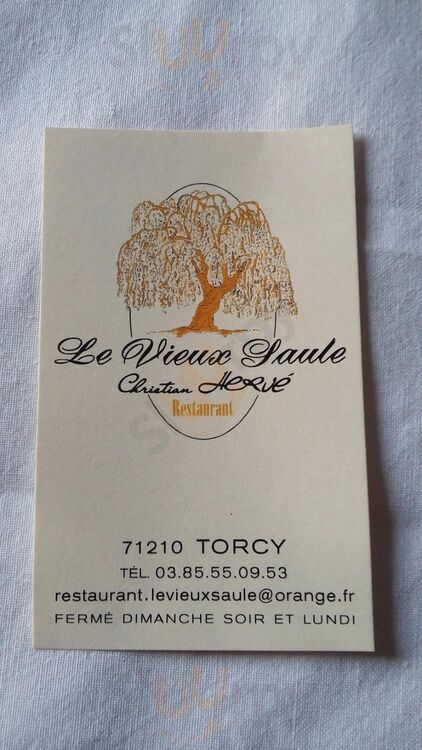 Le Vieux Saule
Christian HERVÉ
Restaurant
71210 TORCY
TÉL. 03.85.55.09.53
restaurant.levieuxsaule@orange.fr
FERMÉ DIMANCHE SOIR ET LUNDI